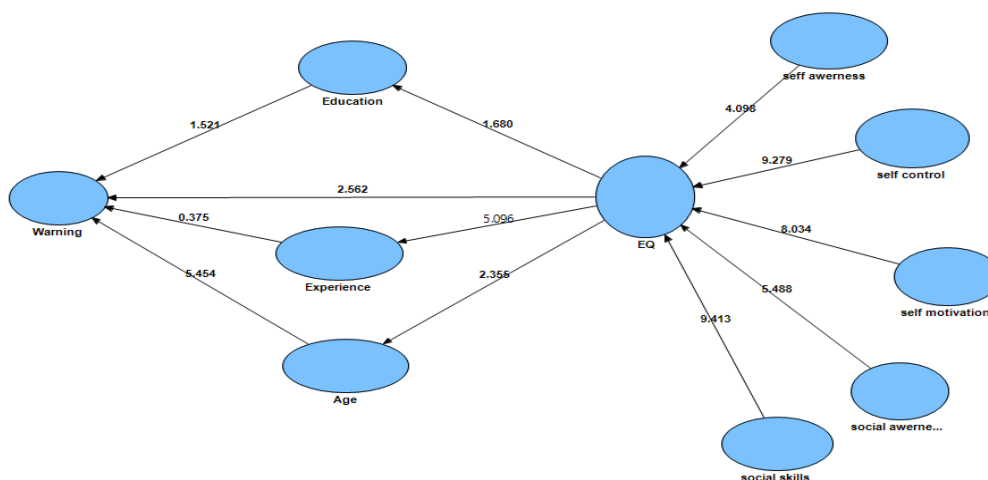 seff awerness
Education
4.098
1.521
1.680
9.279
self control
2.562
Warning
0.375
5.096
EQ
8.034
5.454
Experience
2.355
5.488
self motivation
9.413
Age
social awerne...
social skills